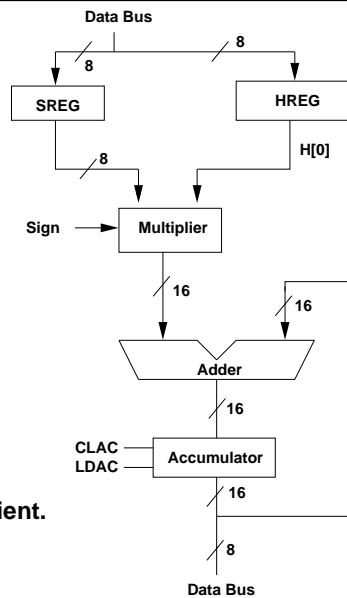 Data Bus
8
8
SREG
HREG
8
H[0]
Sign
Multiplier
16
16
Adder
16
CLAC
LDAC
Accumulator
16
ient.
8
Data Bus